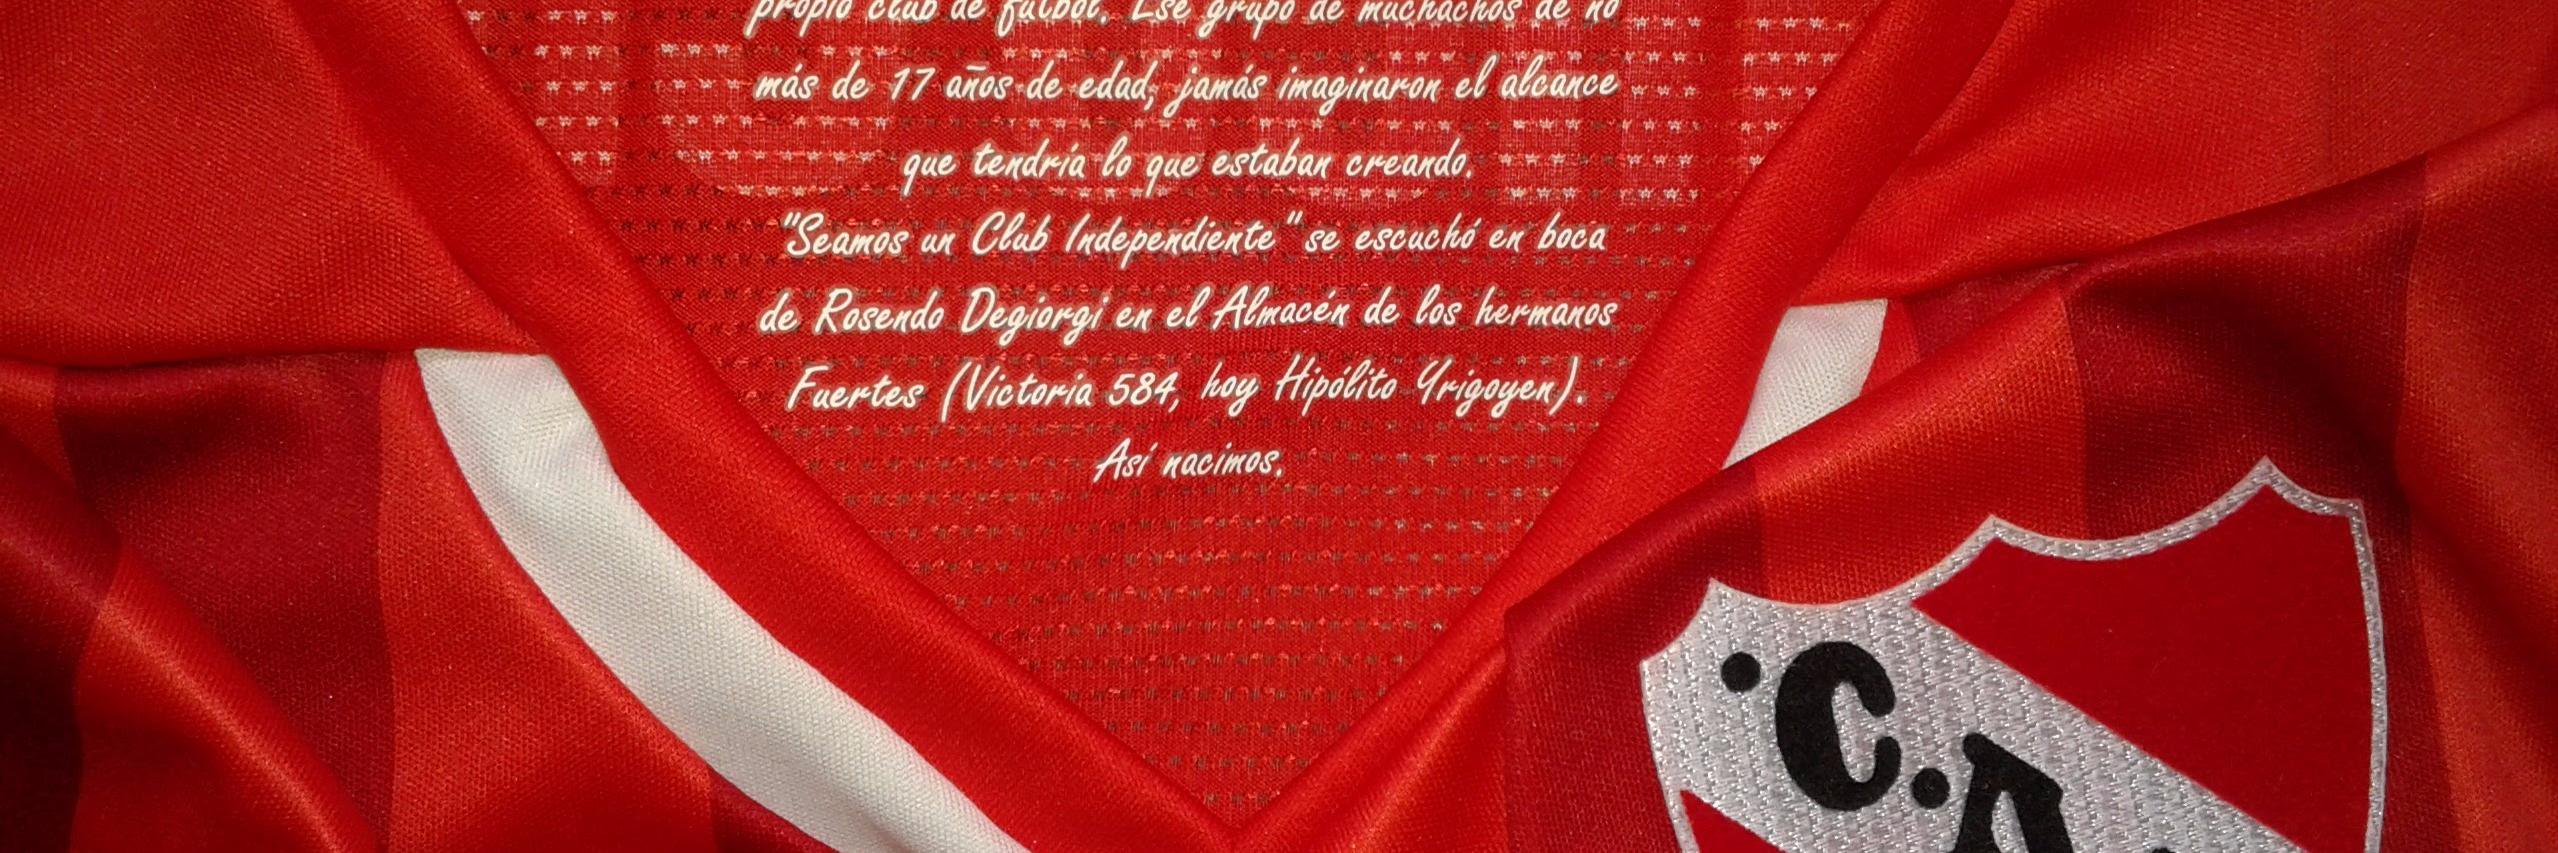 propio club de fútbol. Ese grupo de muchachos de no
más de 17 años de edad, jamás imaginaron el alcance
que tendría lo que estaban creando.
"Seamos un Club Independiente" se escuchó en boca
de Rosendo Degiorgi en el Almacén de los hermanos
Fuertes (Victoria 584, hoy Hipólito Yrigoyen).
Así nacimos.
.C.A.